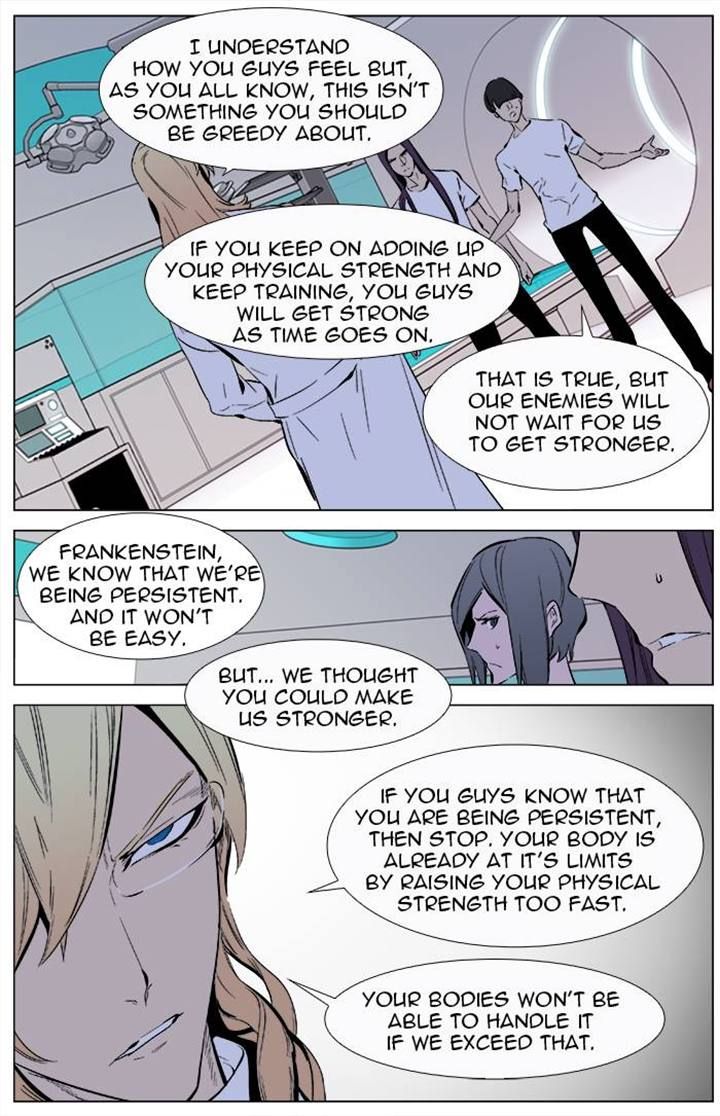 I UNDERSTAND
HOW YOU GUYS FEEL BUT,
AS YOU ALL KNOW, THIS ISN'T
SOMETHING YOU SHOULD
BE GREEDY ABOUT.
IF YOU KEEP ON ADDING UP
YOUR PHYSICAL STRENGTH AND
KEEP TRAINING, YOU GUYS
WILL GET STRONG
AS TIME GOES ON.
THAT IS TRUE, BUT
OUR ENEMIES WILL
NOT WAIT FOR US
TO GET STRONGER.
FRANKENSTEIN,
WE KNOW THAT WE'RE
BEING PERSISTENT.
AND IT WON'T
BE EASY.
BUT... WE THOUGHT
YOU COULD MAKE
US STRONGER.
IF YOU GUYS KNOW THAT
YOU ARE BEING PERSISTENT,
THEN STOP. YOUR BODY IS
ALREADY AT IT'S LIMITS
BY RAISING YOUR PHYSICAL
STRENGTH TOO FAST.
YOUR BODIES WON'T BE
ABLE TO HANDLE IT
IF WE EXCEED THAT.